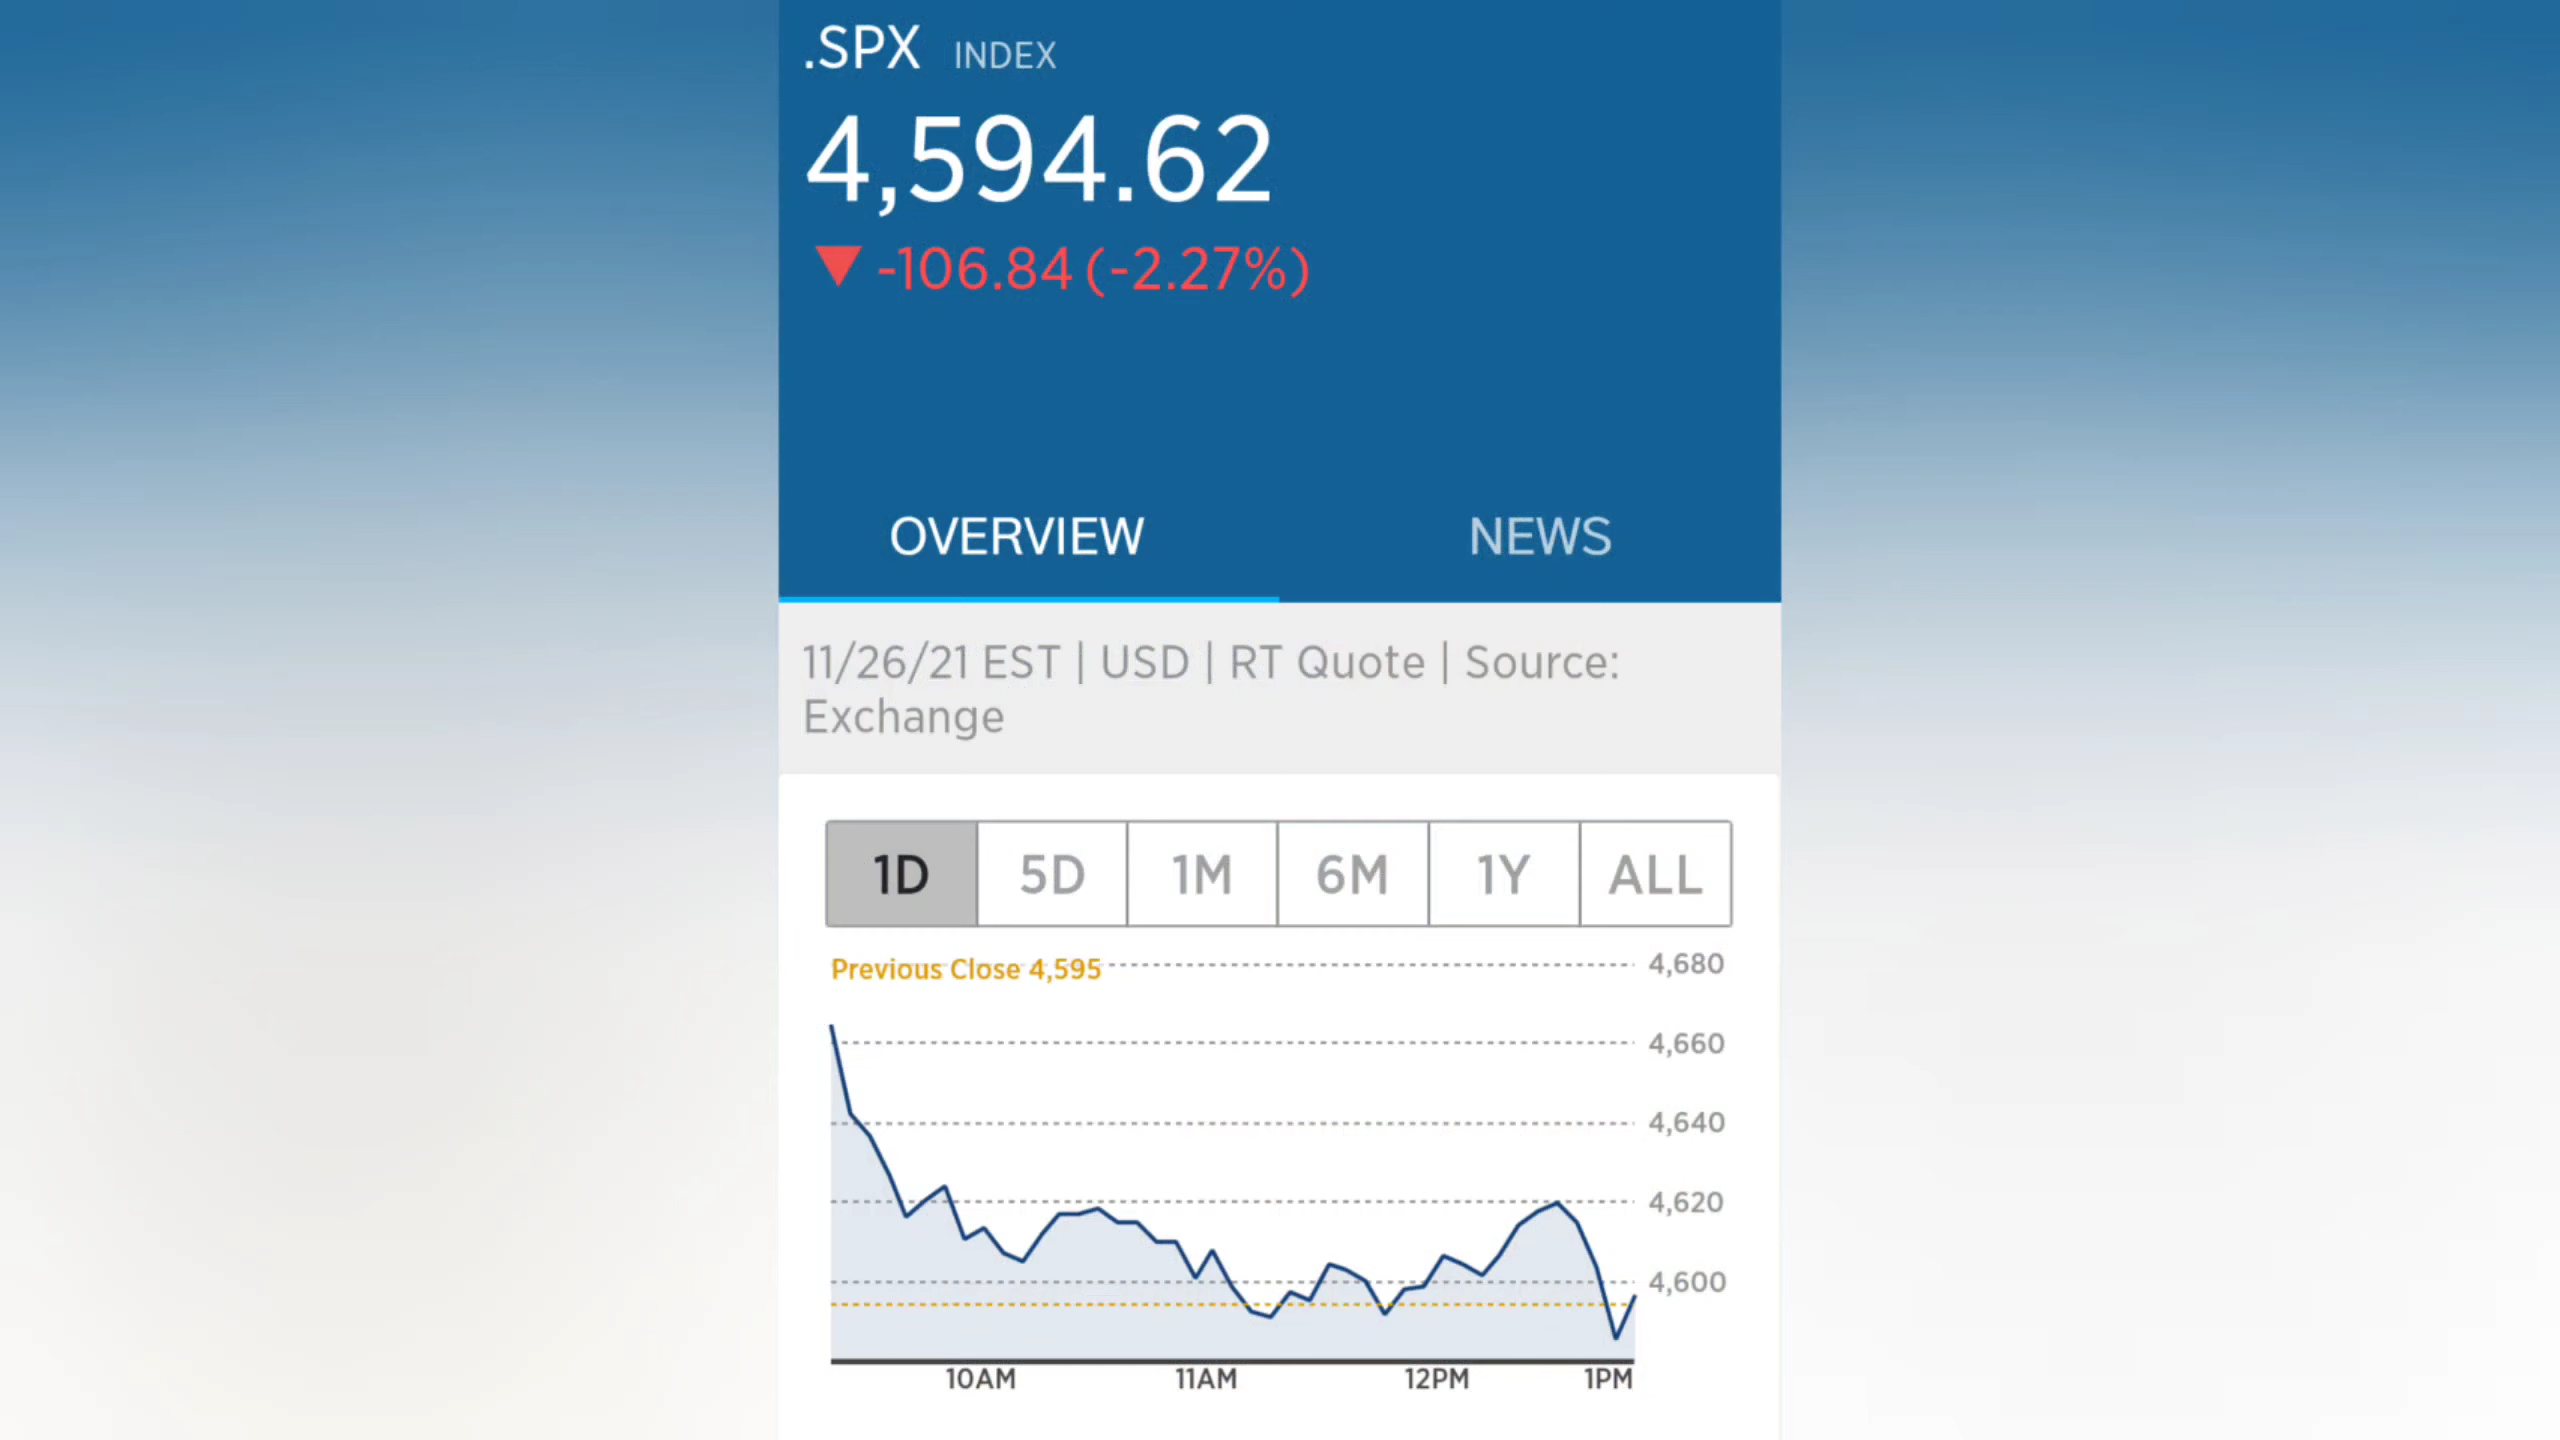 .SPX INDEX
4,594.62
▼ -106.84 (-2.27%)
OVERVIEW NEWS
11/26/21 EST | USD | RT Quote | Source:
Exchange
1D 5D 1M 6M 1Y ALL
Previous Close 4,595
4,680
4,660
4,640
4,620
4,600
10AM 11AM 12PM 1PM